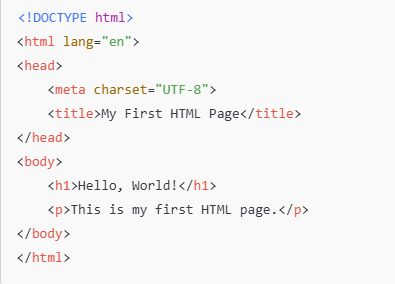 <!DOCTYPE html>
<html lang="en">
<head>
    <meta charset="UTF-8">
    <title>My First HTML Page</title>
</head>
<body>
    <h1>Hello, World!</h1>
    <p>This is my first HTML page.</p>
</body>
</html>